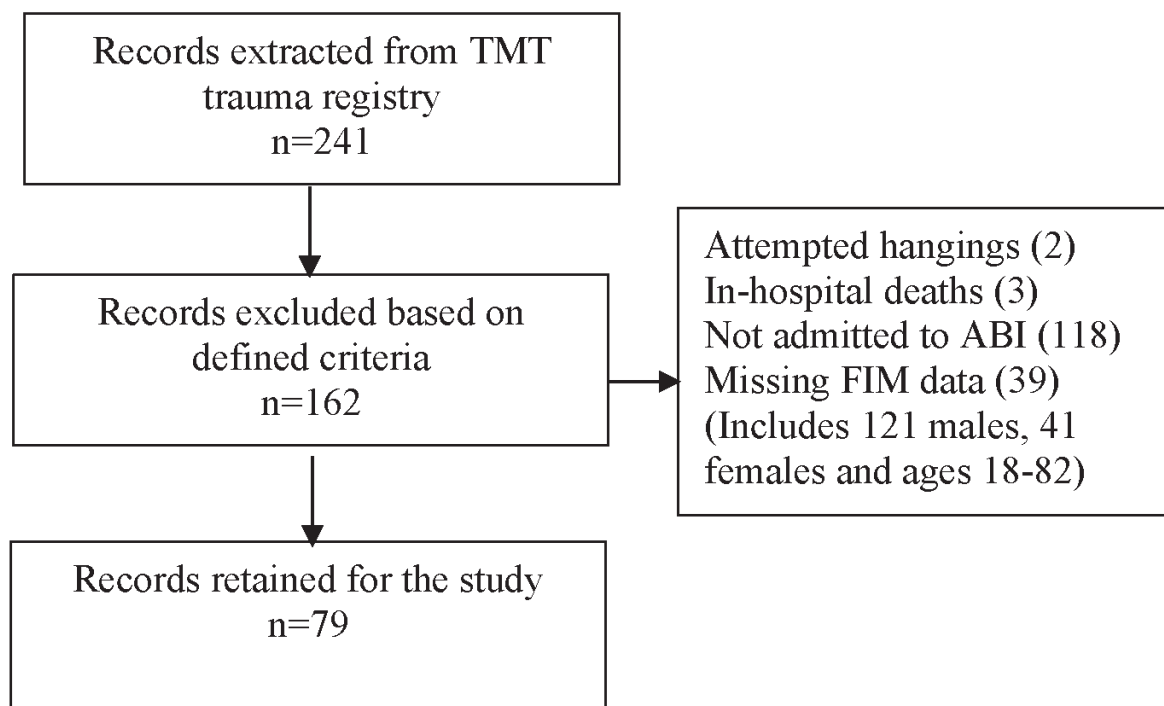 Records extracted from TMT
trauma registry
n=241
Records excluded based on
defined criteria
n=162
Attempted hangings (2)
In-hospital deaths (3)
Not admitted to ABI (118)
Missing FIM data (39)
(Includes 121 males, 41
females and ages 18-82)
Records retained for the study
n=79